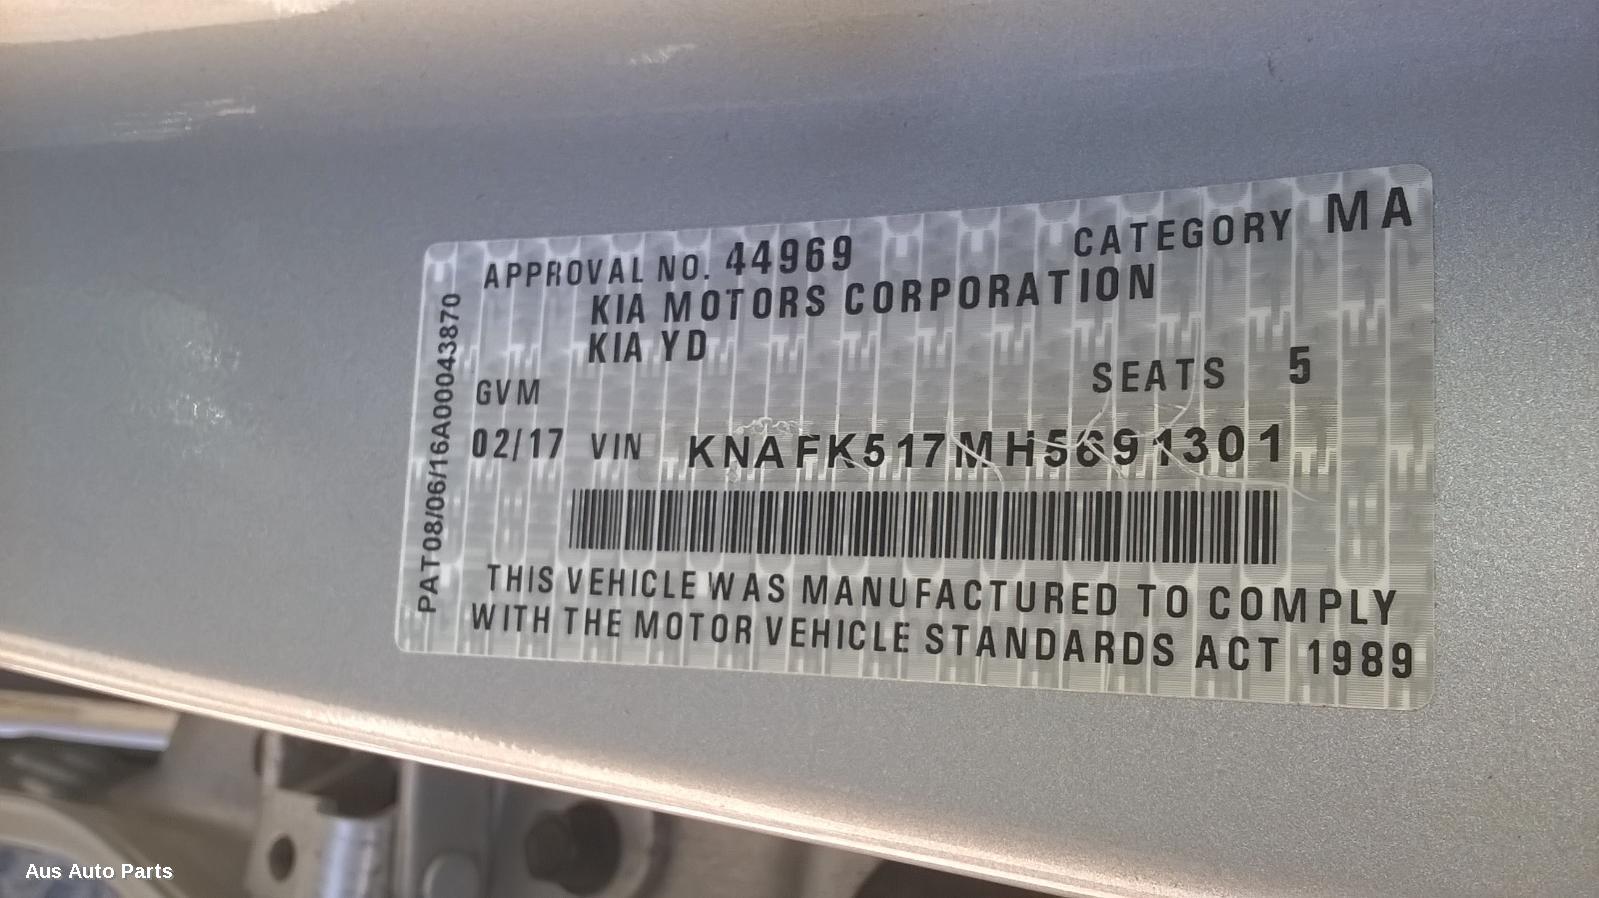 APPROVAL NO. 44969 CATEGORY MA
KIA MOTORS CORPORATION
KIA YD
GVM SEATS 5
02/17 VIN KNAFK517MH5691301
THIS VEHICLE WAS MANUFACTURED TO COMPLY
WITH THE MOTOR VEHICLE STANDARDS ACT 1989
PAT08/06/16A00043870
Aus Auto Parts